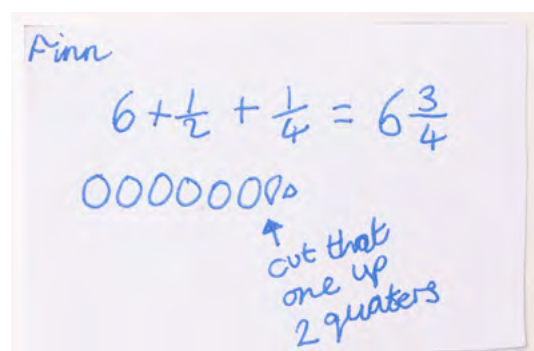 Finn
6 + 1/2 + 1/4 = 6 3/4
cut that
one up
2 quaters